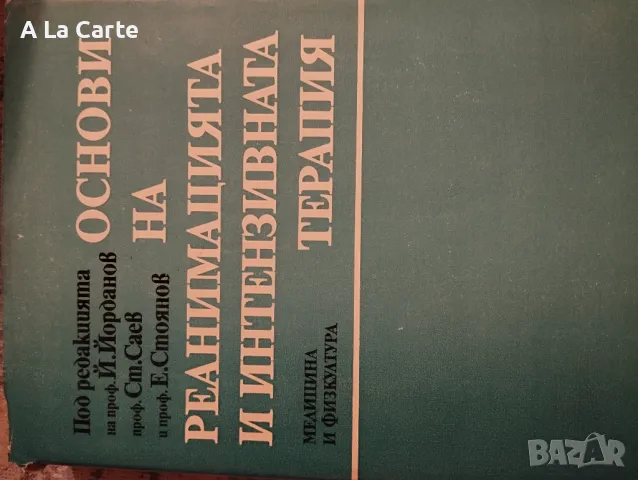 A La Carte
Под редакцията
на проф. Й. Йорданов
проф. Ст. Саев
и проф. Е. Стоянов
ОСНОВИ
НА
РЕАНИМАЦИЯТА
И ИНТЕНЗИВНАТА
ТЕРАПИЯ
МЕДИЦИНА
И ФИЗКУЛТУРА
BAZAR